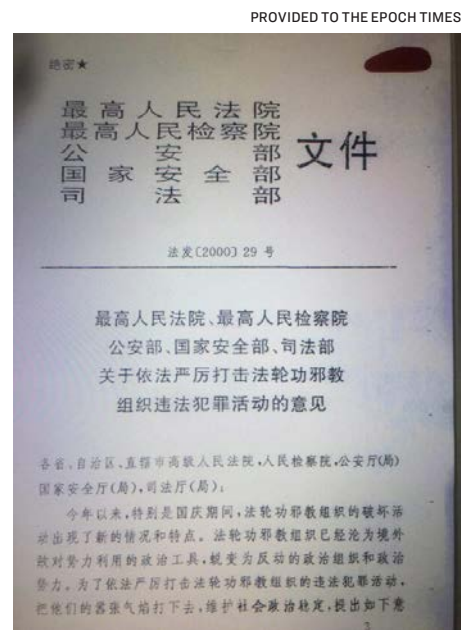 PROVIDED TO THE EPOCH TIMES
绝密★
最高人民法院
最高人民检察院
公安部
国家安全部
司法部
文件
法发〔2000〕29 号
最高人民法院、最高人民检察院
公安部、国家安全部、司法部
关于依法严厉打击法轮功邪教
组织违法犯罪活动的意见
各省、自治区、直辖市高级人民法院,人民检察院,公安厅(局)
国家安全厅(局),司法厅(局):
今年以来,特别是国庆期间,法轮功邪教组织的破坏活
动出现了新的情况和特点。法轮功邪教组织已经沦为境外
敌对势力利用的政治工具,蜕变为反动的政治组织和政治
势力。为了依法严厉打击法轮功邪教组织的违法犯罪活动,
把他们的嚣张气焰打下去,维护社会政治稳定,提出如下意